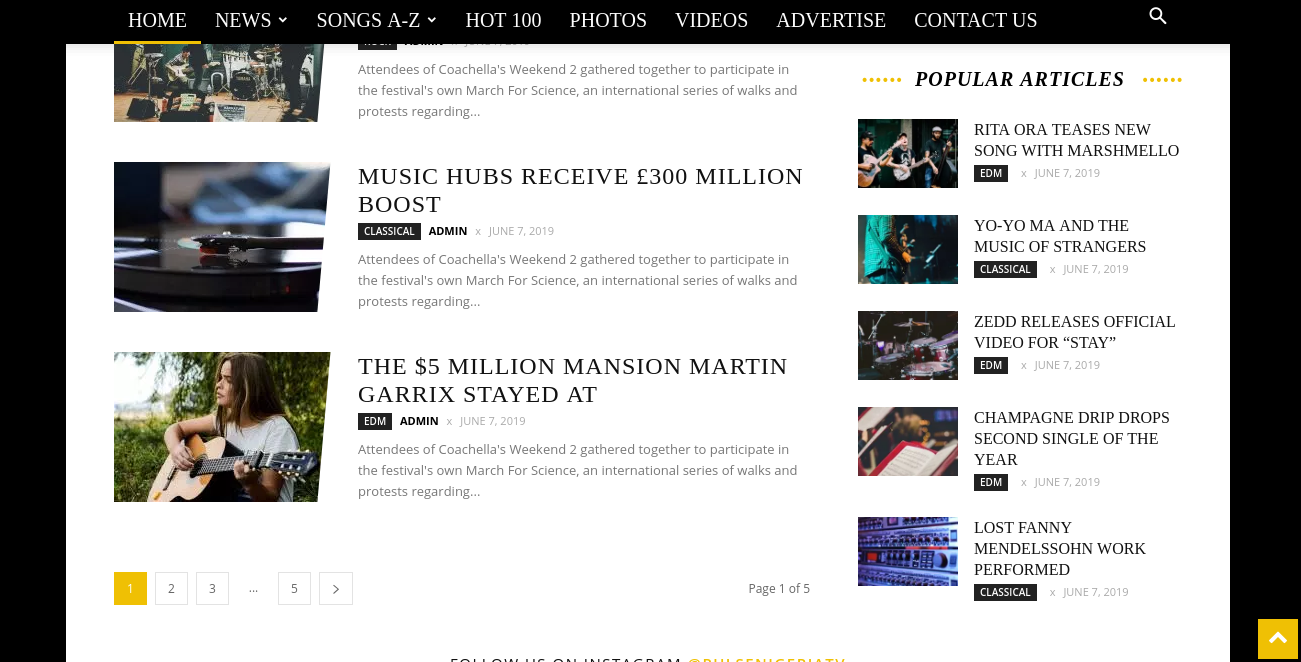 HOME NEWS SONGS A-Z HOT 100 PHOTOS VIDEOS ADVERTISE CONTACT US
Attendees of Coachella's Weekend 2 gathered together to participate in
the festival's own March For Science, an international series of walks and
protests regarding...
MUSIC HUBS RECEIVE £300 MILLION
BOOST
CLASSICAL ADMIN x JUNE 7, 2019
Attendees of Coachella's Weekend 2 gathered together to participate in
the festival's own March For Science, an international series of walks and
protests regarding...
THE $5 MILLION MANSION MARTIN
GARRIX STAYED AT
EDM ADMIN x JUNE 7, 2019
Attendees of Coachella's Weekend 2 gathered together to participate in
the festival's own March For Science, an international series of walks and
protests regarding...
1 2 3 ... 5
Page 1 of 5
POPULAR ARTICLES
RITA ORA TEASES NEW
SONG WITH MARSHMELLO
EDM x JUNE 7, 2019
YO-YO MA AND THE
MUSIC OF STRANGERS
CLASSICAL x JUNE 7, 2019
ZEDD RELEASES OFFICIAL
VIDEO FOR “STAY”
EDM x JUNE 7, 2019
CHAMPAGNE DRIP DROPS
SECOND SINGLE OF THE
YEAR
EDM x JUNE 7, 2019
LOST FANNY
MENDELSSOHN WORK
PERFORMED
CLASSICAL x JUNE 7, 2019
FOLLOW US ON INSTAGRAM @PULSENIGERIATV